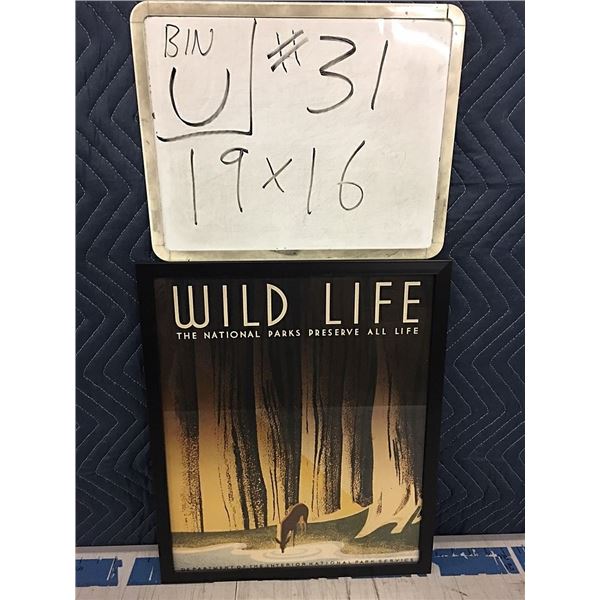 BIN
U
#31
19x16
WILD LIFE
THE NATIONAL PARKS PRESERVE ALL LIFE
DEPARTMENT OF THE INTERIOR NATIONAL PARK SERVICE